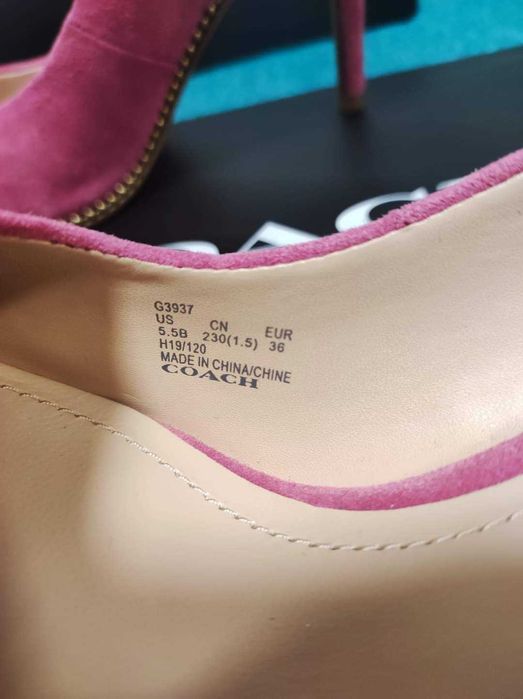 G3937
US CN EUR
5.5B 230(1.5) 36
H19/120
MADE IN CHINA/CHINE
COACH